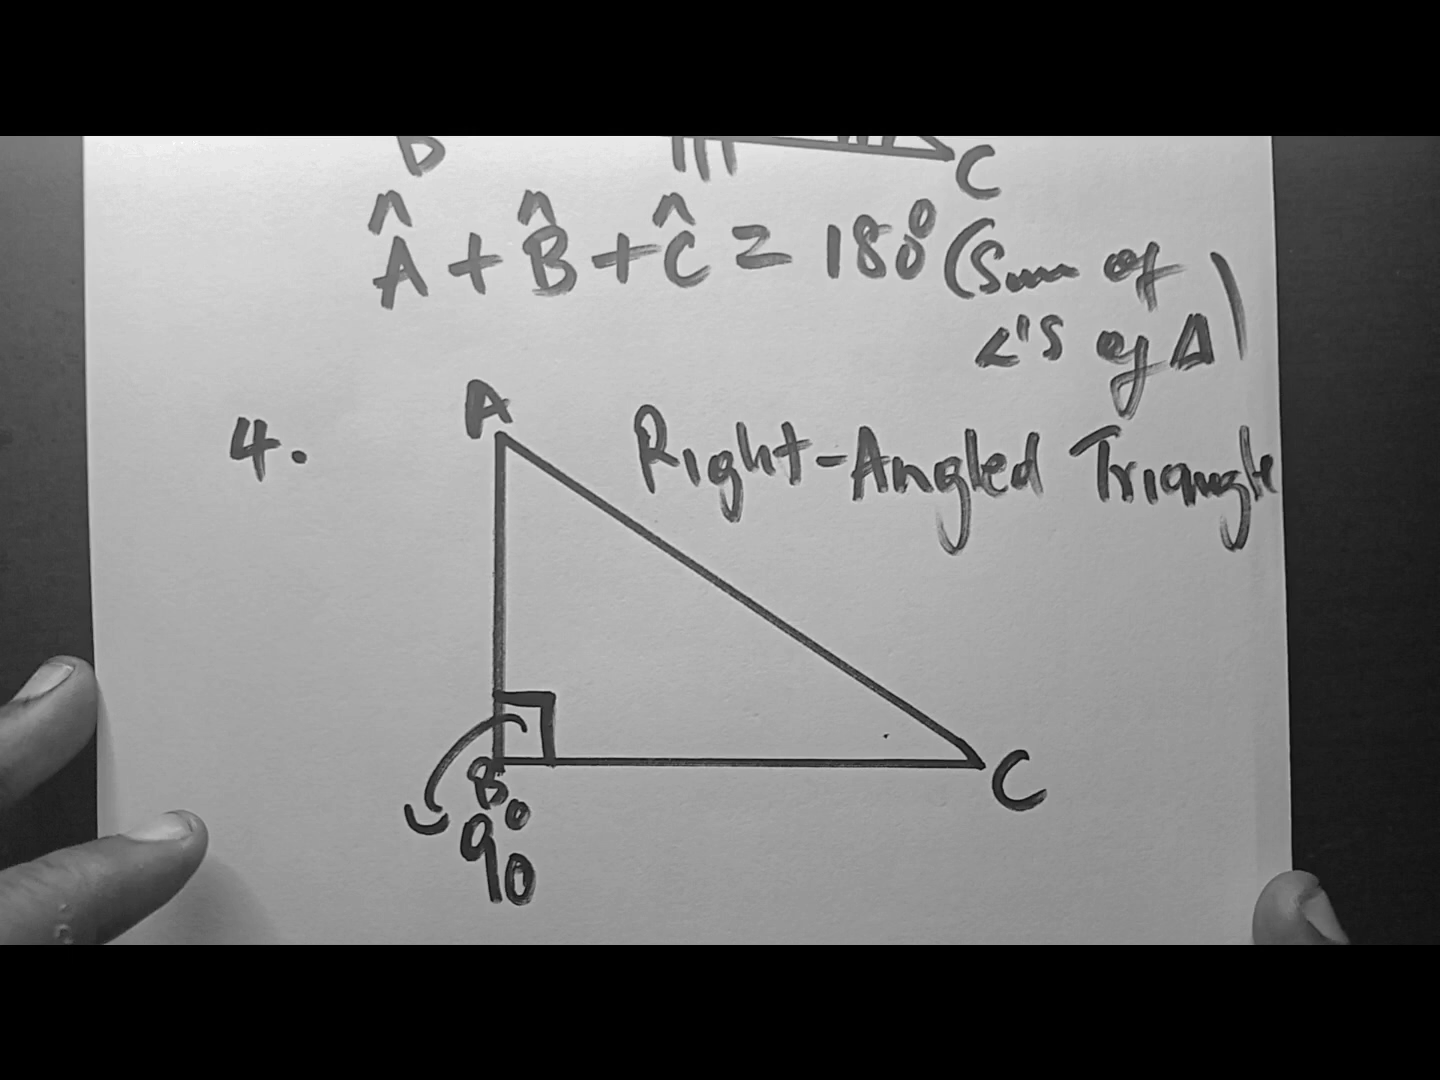 B C
Â + B̂ + Ĉ = 180° (Sum of
<'s of Δ)
4. A Right-Angled Triangle
B C
90°